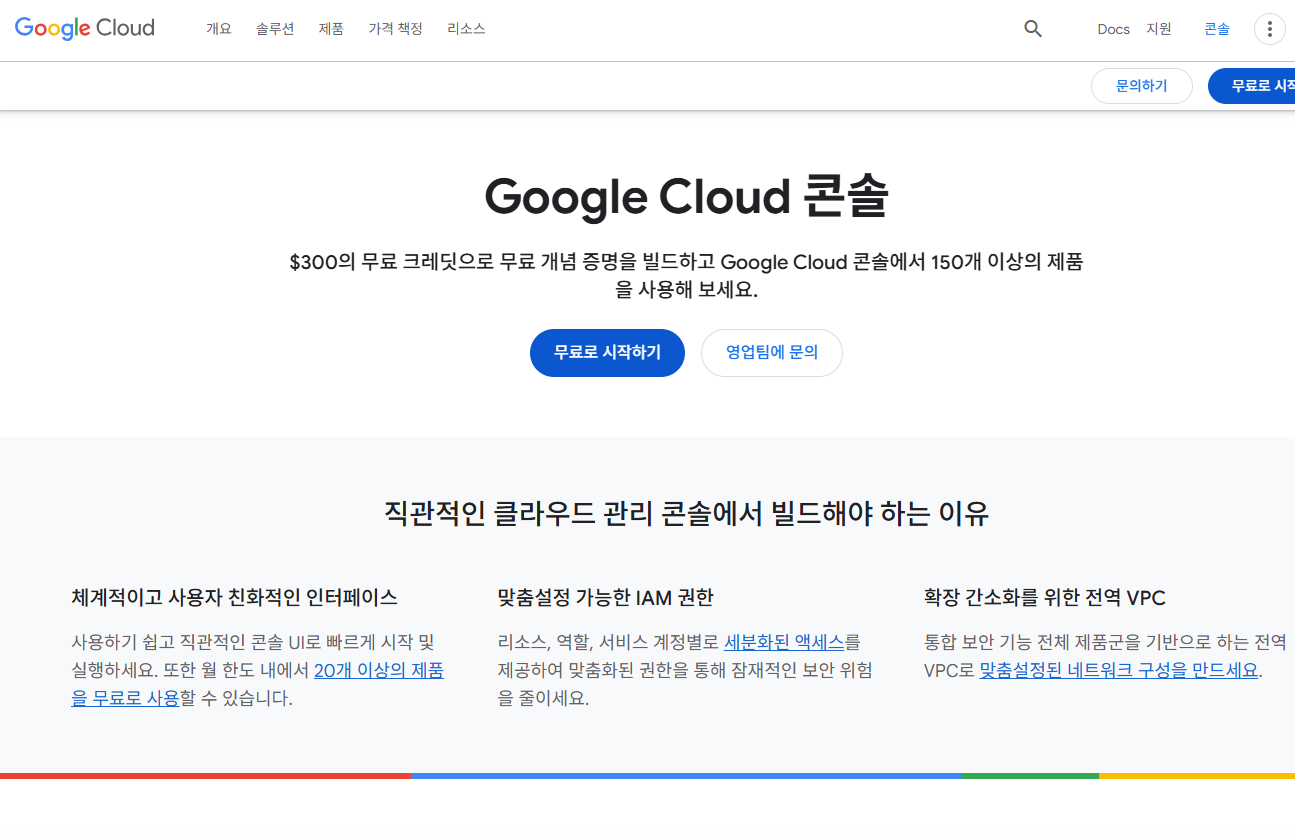 Google Cloud
개요 솔루션 제품 가격 책정 리소스
Docs 지원 콘솔
문의하기 무료로 시작
Google Cloud 콘솔
$300의 무료 크레딧으로 무료 개념 증명을 빌드하고 Google Cloud 콘솔에서 150개 이상의 제품
을 사용해 보세요.
무료로 시작하기 영업팀에 문의
직관적인 클라우드 관리 콘솔에서 빌드해야 하는 이유
체계적이고 사용자 친화적인 인터페이스
사용하기 쉽고 직관적인 콘솔 UI로 빠르게 시작 및
실행하세요. 또한 월 한도 내에서 20개 이상의 제품
을 무료로 사용할 수 있습니다.
맞춤설정 가능한 IAM 권한
리소스, 역할, 서비스 계정별로 세분화된 액세스를
제공하여 맞춤화된 권한을 통해 잠재적인 보안 위험
을 줄이세요.
확장 간소화를 위한 전역 VPC
통합 보안 기능 전체 제품군을 기반으로 하는 전역
VPC로 맞춤설정된 네트워크 구성을 만드세요.